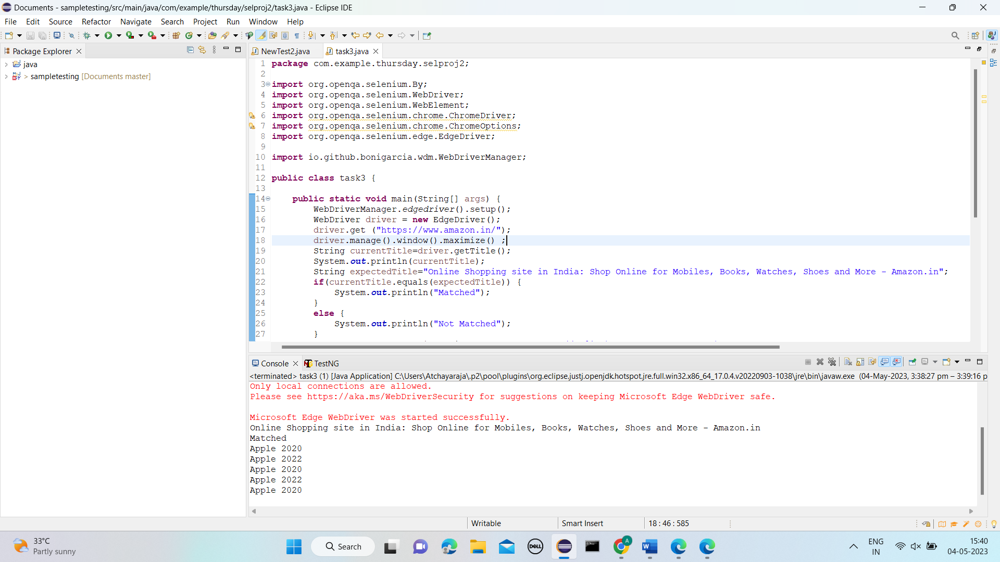 Documents - sampletesting/src/main/java/com/example/thursday/selproj2/task3.java - Eclipse IDE
File Edit Source Refactor Navigate Search Project Run Window Help
Package Explorer
java
> sampletesting [Documents master]
NewTest2.java
task3.java
1 package com.example.thursday.selproj2;
2
3 import org.openqa.selenium.By;
4 import org.openqa.selenium.WebDriver;
5 import org.openqa.selenium.WebElement;
6 import org.openqa.selenium.chrome.ChromeDriver;
7 import org.openqa.selenium.chrome.ChromeOptions;
8 import org.openqa.selenium.edge.EdgeDriver;
9
10 import io.github.bonigarcia.wdm.WebDriverManager;
11
12 public class task3 {
13
14 public static void main(String[] args) {
15 WebDriverManager.edgedriver().setup();
16 WebDriver driver = new EdgeDriver();
17 driver.get ("https://www.amazon.in/");
18 driver.manage().window().maximize() ;
19 String currentTitle=driver.getTitle();
20 System.out.println(currentTitle);
21 String expectedTitle="Online Shopping site in India: Shop Online for Mobiles, Books, Watches, Shoes and More - Amazon.in";
22 if(currentTitle.equals(expectedTitle)) {
23 System.out.println("Matched");
24 }
25 else {
26 System.out.println("Not Matched");
27 }
Console
TestNG
<terminated> task3 (1) [Java Application] C:\Users\Atchayaraja\.p2\pool\plugins\org.eclipse.justj.openjdk.hotspot.jre.full.win32.x86_64_17.0.4.v20220903-1038\jre\bin\javaw.exe (04-May-2023, 3:38:27 pm – 3:39:16 p
Only local connections are allowed.
Please see https://aka.ms/WebDriverSecurity for suggestions on keeping Microsoft Edge WebDriver safe.
Microsoft Edge WebDriver was started successfully.
Online Shopping site in India: Shop Online for Mobiles, Books, Watches, Shoes and More - Amazon.in
Matched
Apple 2020
Apple 2022
Apple 2020
Apple 2022
Apple 2020
Writable
Smart Insert
18 : 46 : 585
33°C
Partly sunny
Search
DELL
A
W
ENG
IN
15:40
04-05-2023